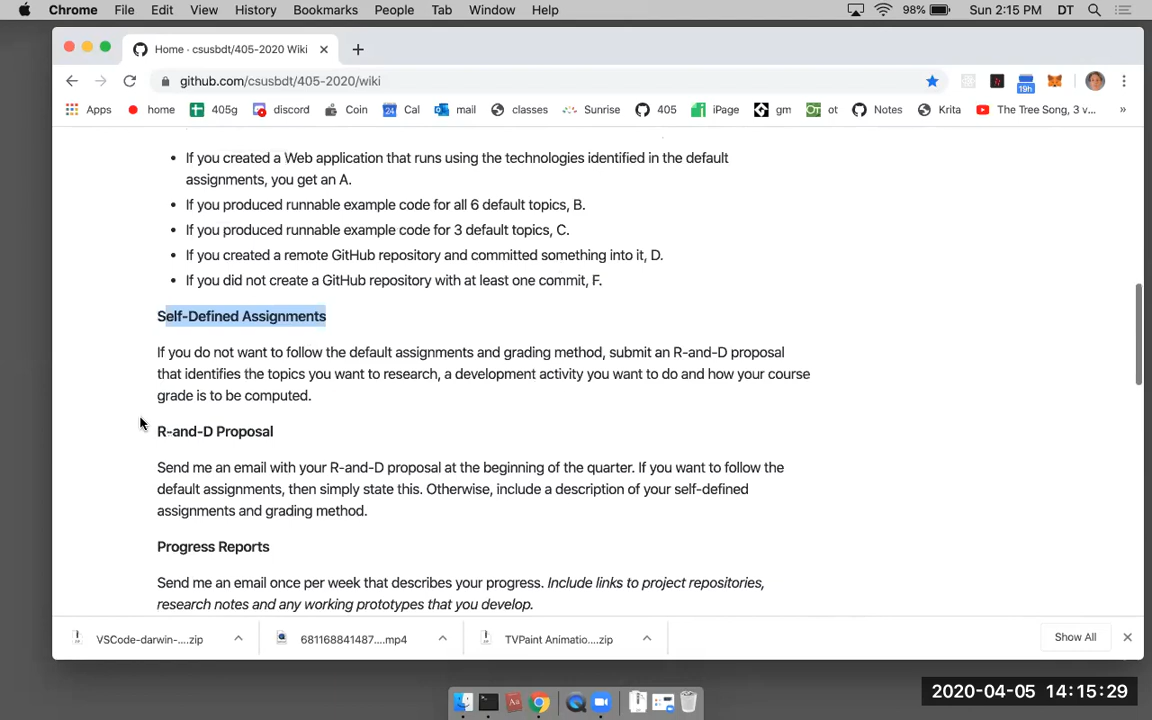 Chrome File Edit View History Bookmarks People Tab Window Help 98% Sun 2:15 PM DT
Home · csusbdt/405-2020 Wiki
github.com/csusbdt/405-2020/wiki
19h
Apps home 405g discord Coin 24 Cal mail classes Sunrise 405 iPage gm ot Notes Krita The Tree Song, 3 v... »
If you created a Web application that runs using the technologies identified in the default
assignments, you get an A.
If you produced runnable example code for all 6 default topics, B.
If you produced runnable example code for 3 default topics, C.
If you created a remote GitHub repository and committed something into it, D.
If you did not create a GitHub repository with at least one commit, F.
Self-Defined Assignments
If you do not want to follow the default assignments and grading method, submit an R-and-D proposal
that identifies the topics you want to research, a development activity you want to do and how your course
grade is to be computed.
R-and-D Proposal
Send me an email with your R-and-D proposal at the beginning of the quarter. If you want to follow the
default assignments, then simply state this. Otherwise, include a description of your self-defined
assignments and grading method.
Progress Reports
Send me an email once per week that describes your progress. Include links to project repositories,
research notes and any working prototypes that you develop.
VSCode-darwin-....zip 681168841487....mp4 TVPaint Animatio....zip Show All
2020-04-05 14:15:29